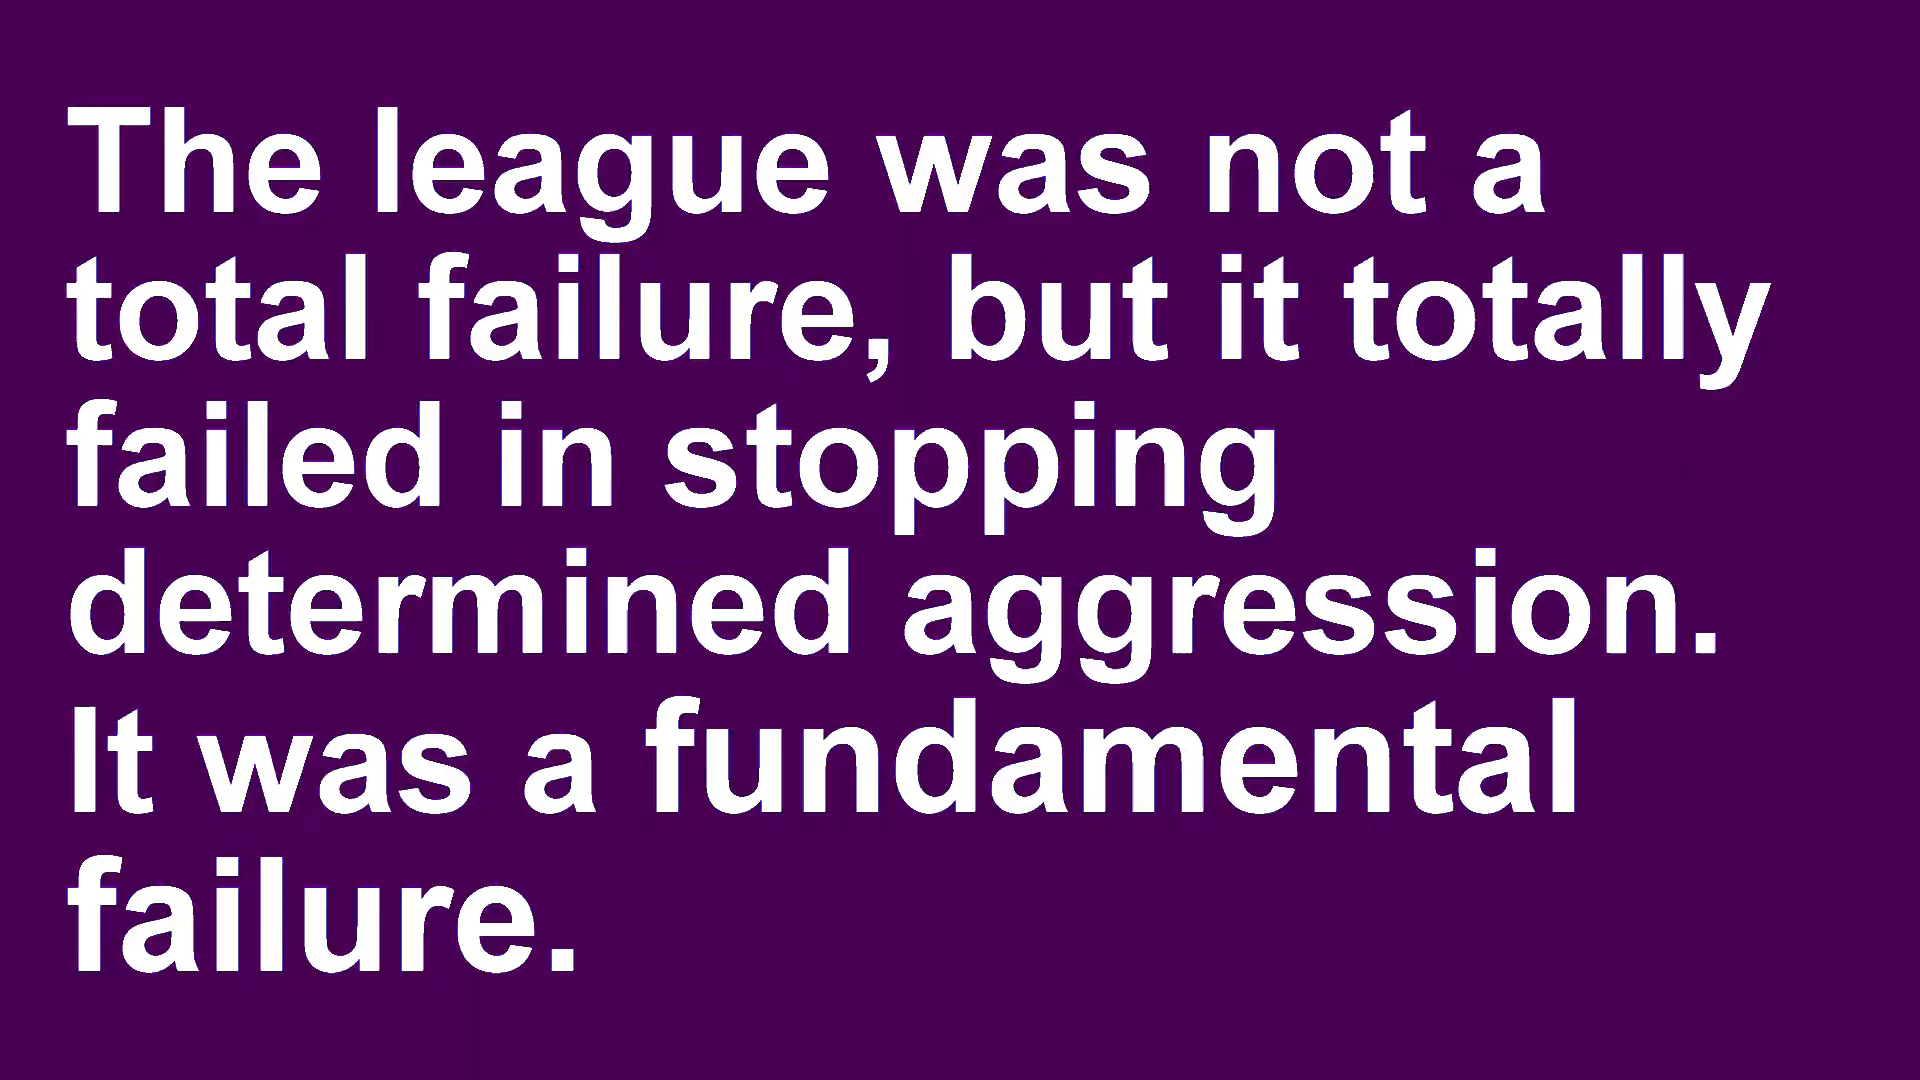 The league was not a
total failure, but it totally
failed in stopping
determined aggression.
It was a fundamental
failure.